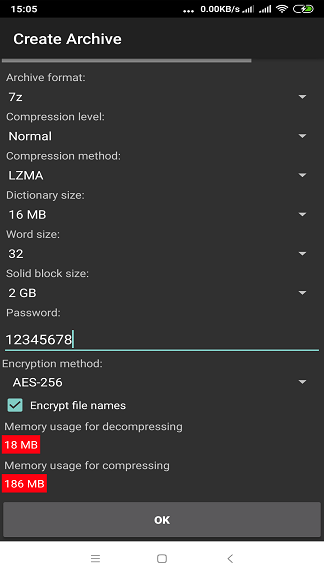 15:05
... 0.00KB/s
Create Archive
Archive format:
7z
Compression level:
Normal
Compression method:
LZMA
Dictionary size:
16 MB
Word size:
32
Solid block size:
2 GB
Password:
12345678
Encryption method:
AES-256
Encrypt file names
Memory usage for decompressing
18 MB
Memory usage for compressing
186 MB
OK